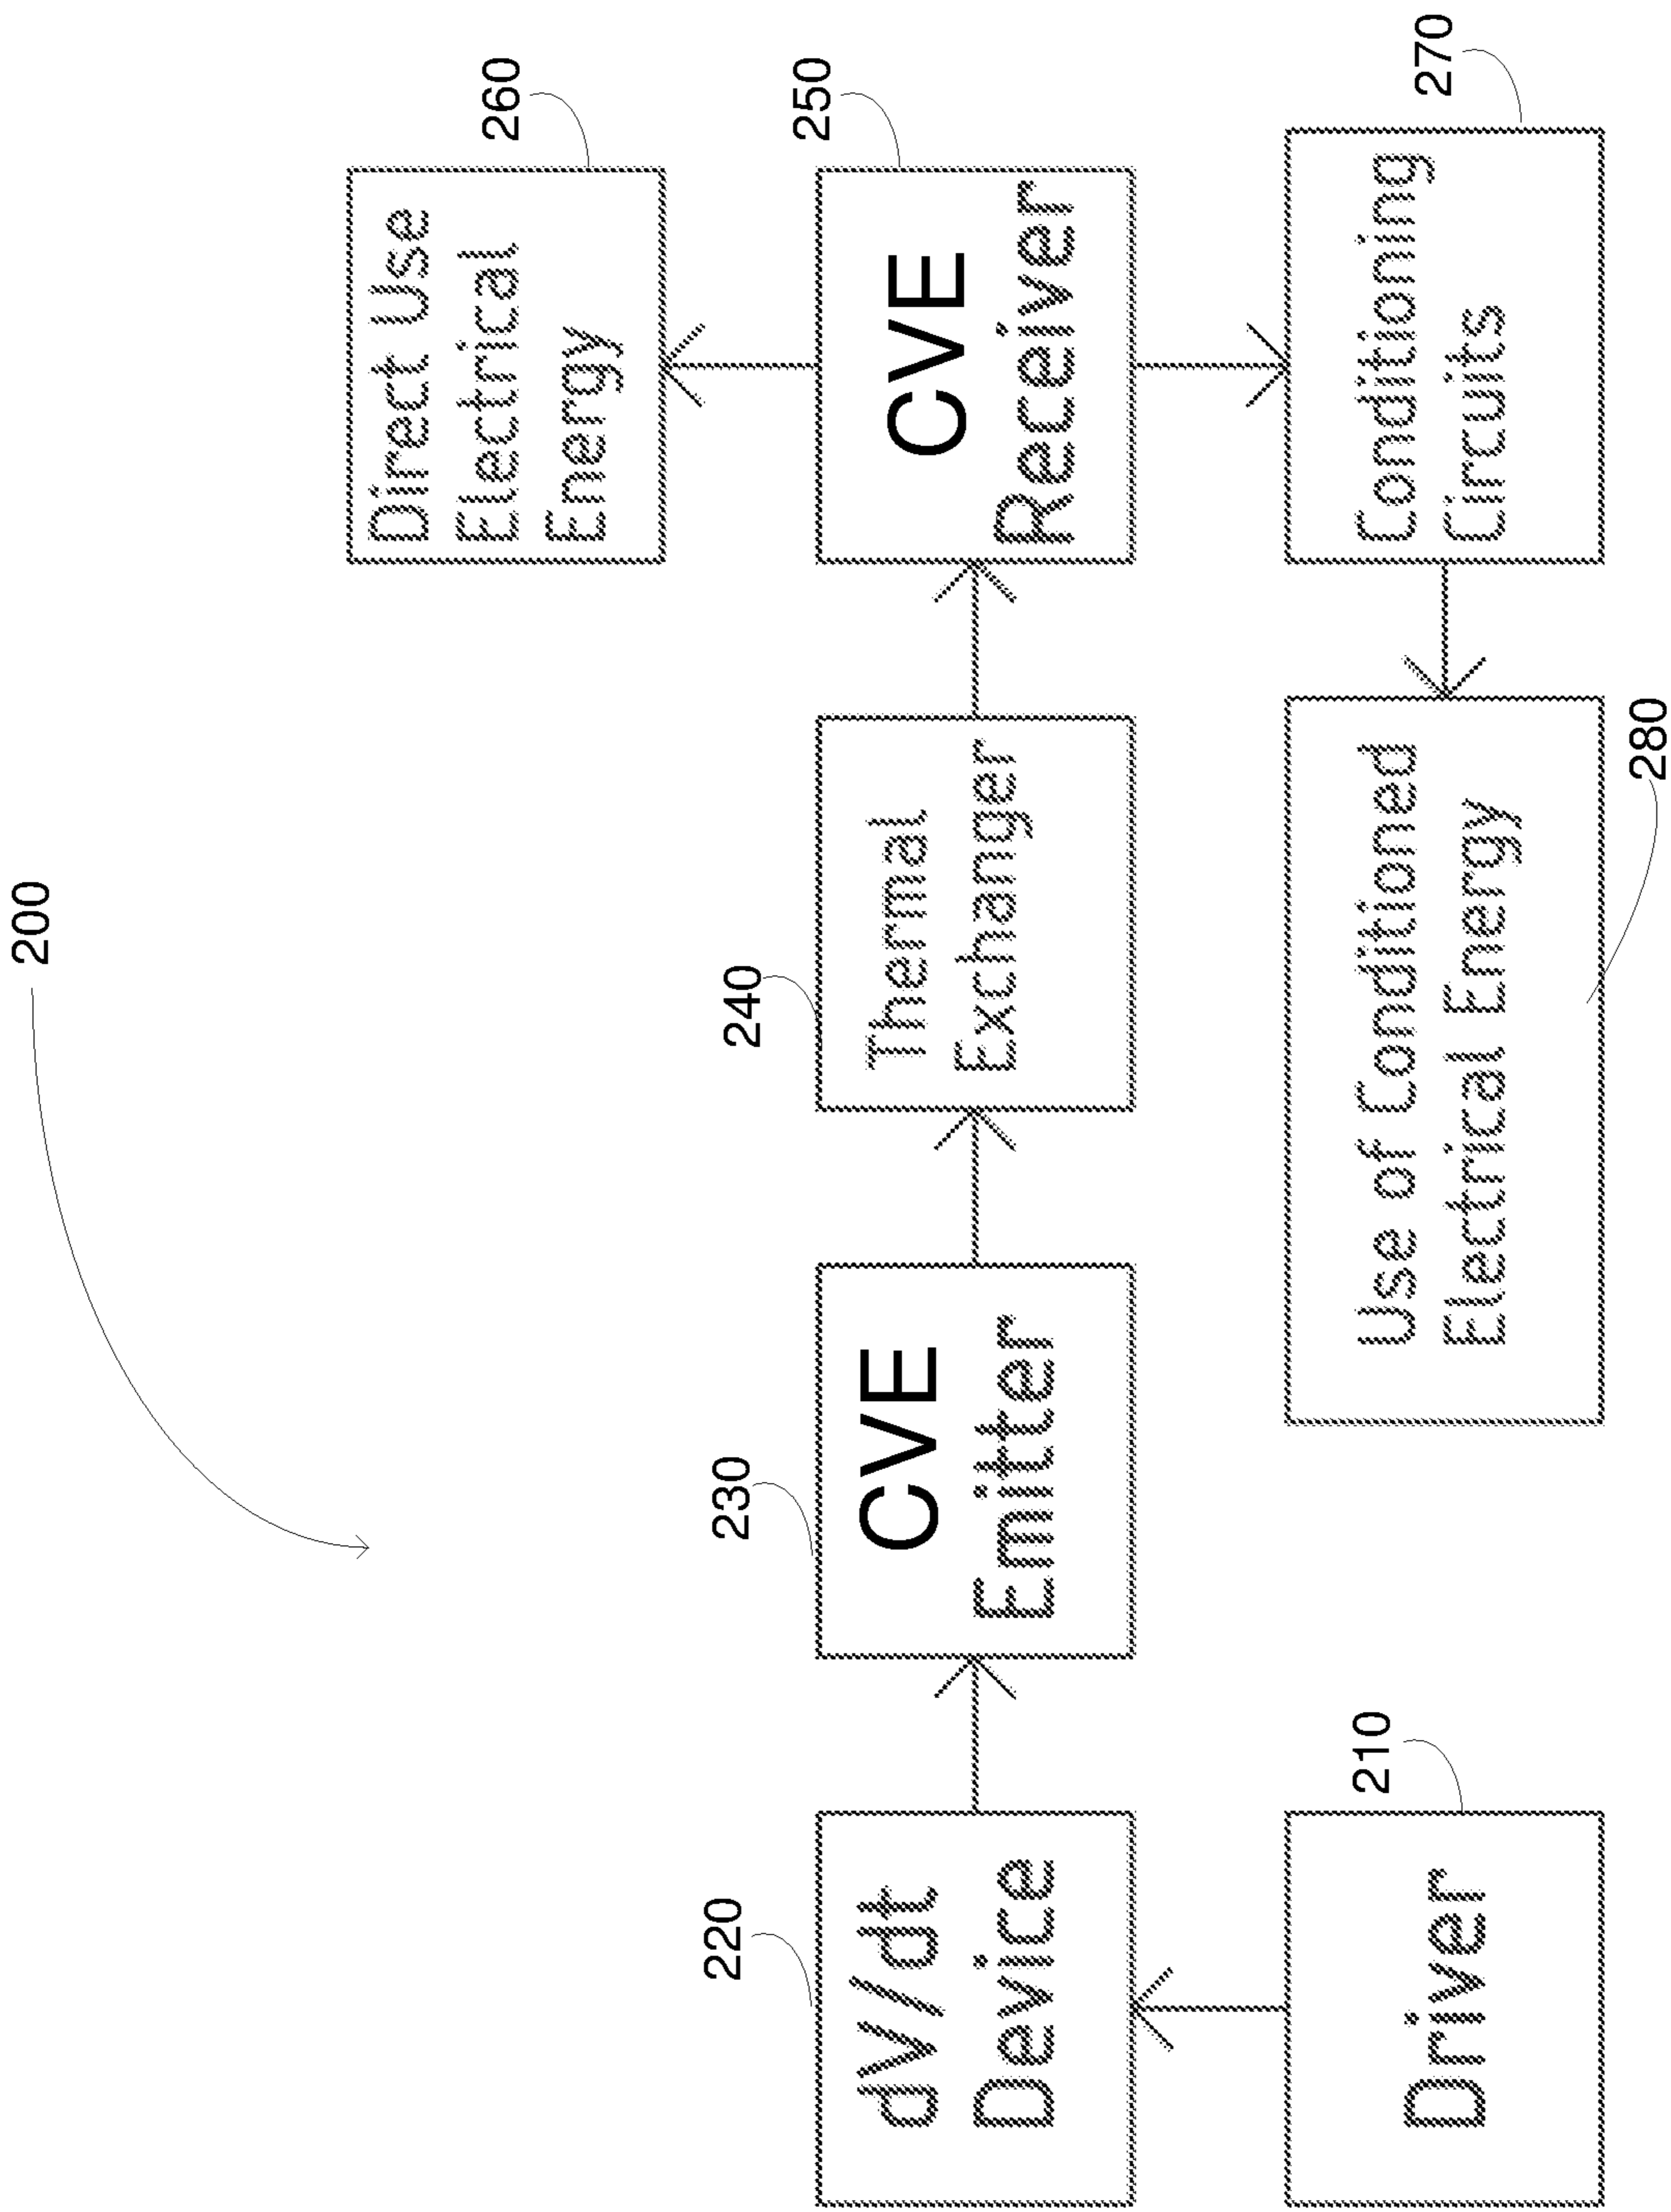 200
260
Direct Use
Electrical
Energy
220
dV/dt
Device
230
CVE
Emitter
240
Thermal
Exchanger
250
CVE
Receiver
210
Driver
280
Use of Conditioned
Electrical Energy
270
Conditioning
Circuits